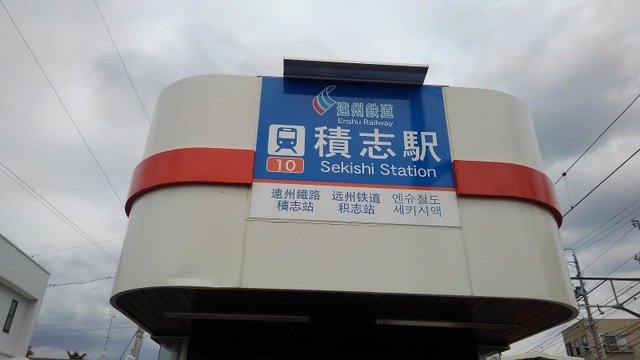 遠州鉄道
Enshu Railway
積志駅
10
Sekishi Station
遠州鐵路 远州铁道 엔슈철도
積志站 积志站 세키시역